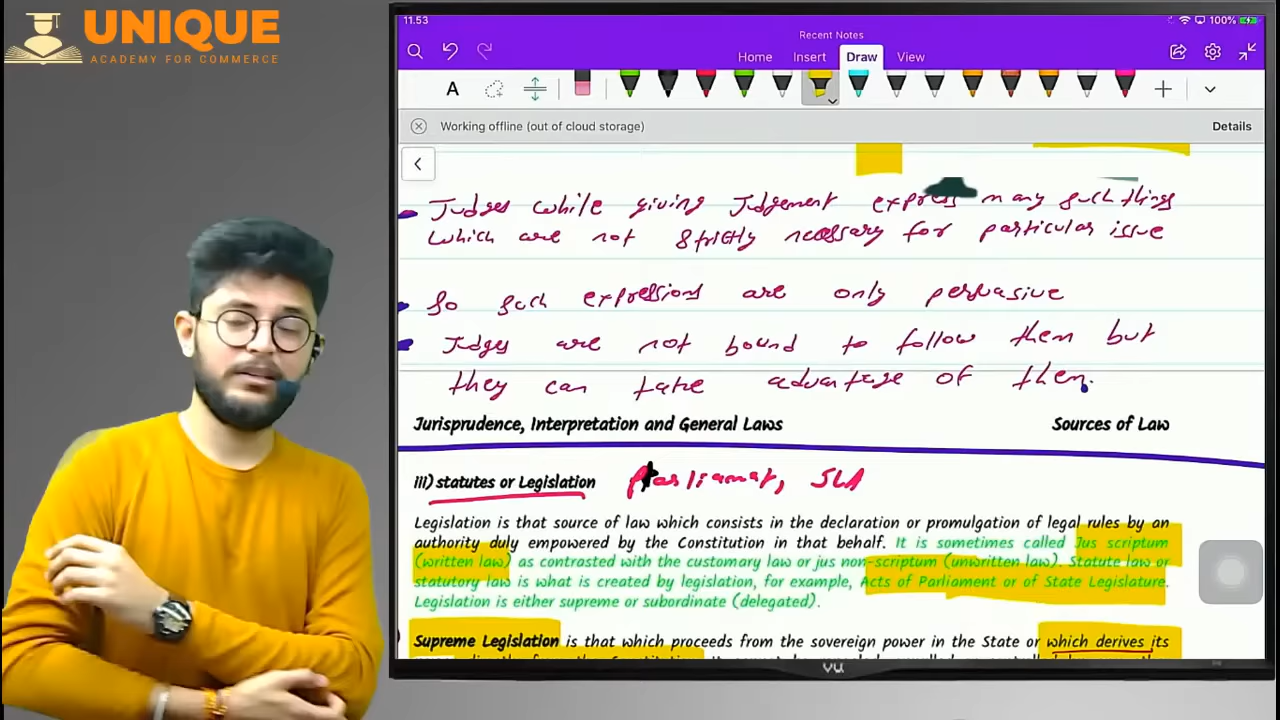 UNIQUE
ACADEMY FOR COMMERCE
11.53
100%
Recent Notes
Home Insert Draw View
A
Working offline (out of cloud storage) Details
Judges while giving Judgement express many such things
which are not strictly necessary for particular issue
So such expressions are only persuasive
Judges are not bound to follow them but
they can take advantage of them.
Jurisprudence, Interpretation and General Laws Sources of Law
iii) statutes or Legislation Parliamat, SLA
Legislation is that source of law which consists in the declaration or promulgation of legal rules by an
authority duly empowered by the Constitution in that behalf. It is sometimes called Jus scriptum
(written law) as contrasted with the customary law or jus non-scriptum (unwritten law). Statute law or
statutory law is what is created by legislation, for example, Acts of Parliament or of State Legislature.
Legislation is either supreme or subordinate (delegated).
Supreme Legislation is that which proceeds from the sovereign power in the State or which derives its
VU